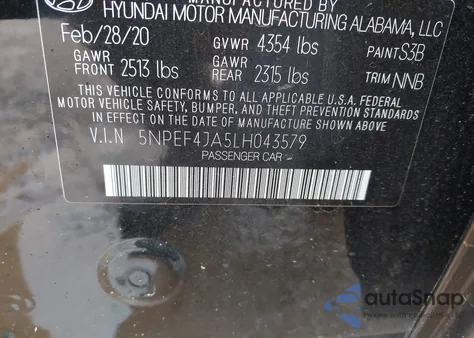 MANUFACTURED BY
HYUNDAI MOTOR MANUFACTURING ALABAMA, LLC
Feb/28/20 GVWR 4354 lbs PAINT S3B
GAWR FRONT 2513 lbs GAWR REAR 2315 lbs TRIM NNB
THIS VEHICLE CONFORMS TO ALL APPLICABLE U.S.A. FEDERAL
MOTOR VEHICLE SAFETY, BUMPER, AND THEFT PREVENTION
STANDARDS IN EFFECT ON THE DATE OF MANUFACTURE SHOWN ABOVE.
V.I.N 5NPEF4JA5LH043579
PASSENGER CAR
autoSnap